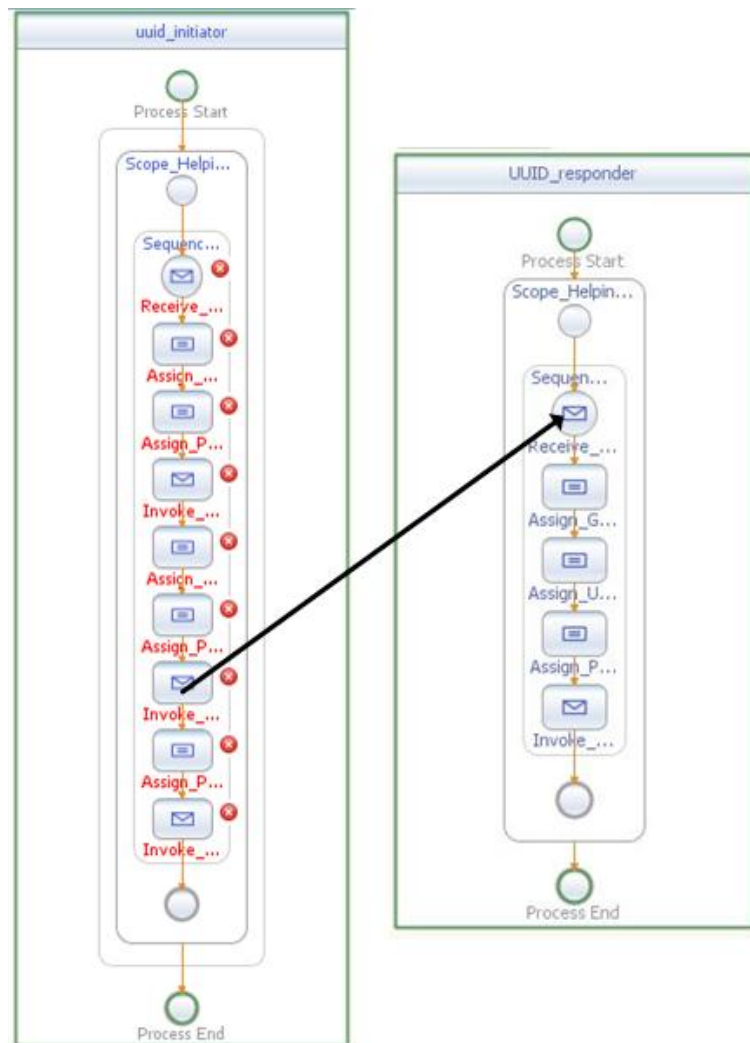 uuid_initiator
Process Start
Scope_Helpi...
Sequenc...
Receive_...
Assign_...
Assign_P...
Invoke_...
Assign_...
Assign_P...
Invoke_...
Assign_P...
Invoke_...
Process End
UUID_responder
Process Start
Scope_Helpin...
Sequen...
Receive_...
Assign_G...
Assign_U...
Assign_P...
Invoke_...
Process End